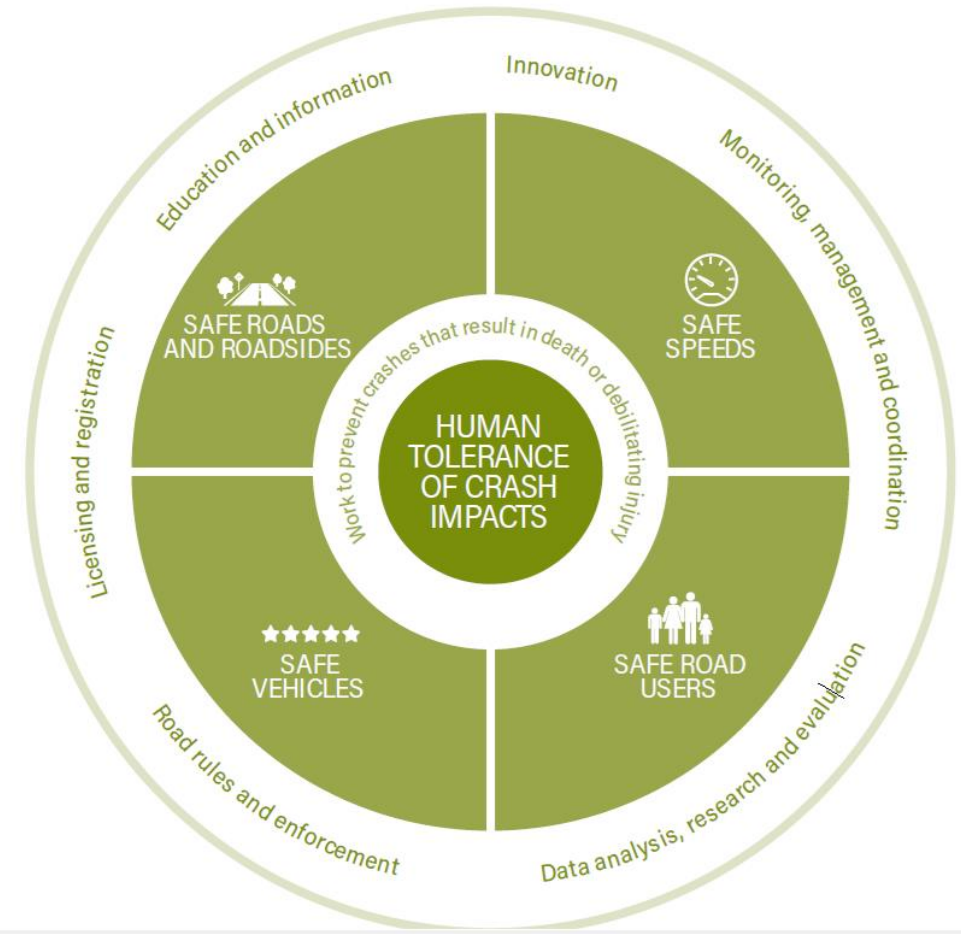 Innovation
Education and information
Monitoring, management and coordination
Licensing and registration
SAFE ROADS
AND ROADSIDES
SAFE
SPEEDS
Work to prevent crashes that result in death or debilitating injury
HUMAN
TOLERANCE
OF CRASH
IMPACTS
SAFE
VEHICLES
SAFE ROAD
USERS
Road rules and enforcement
Data analysis, research and evaluation